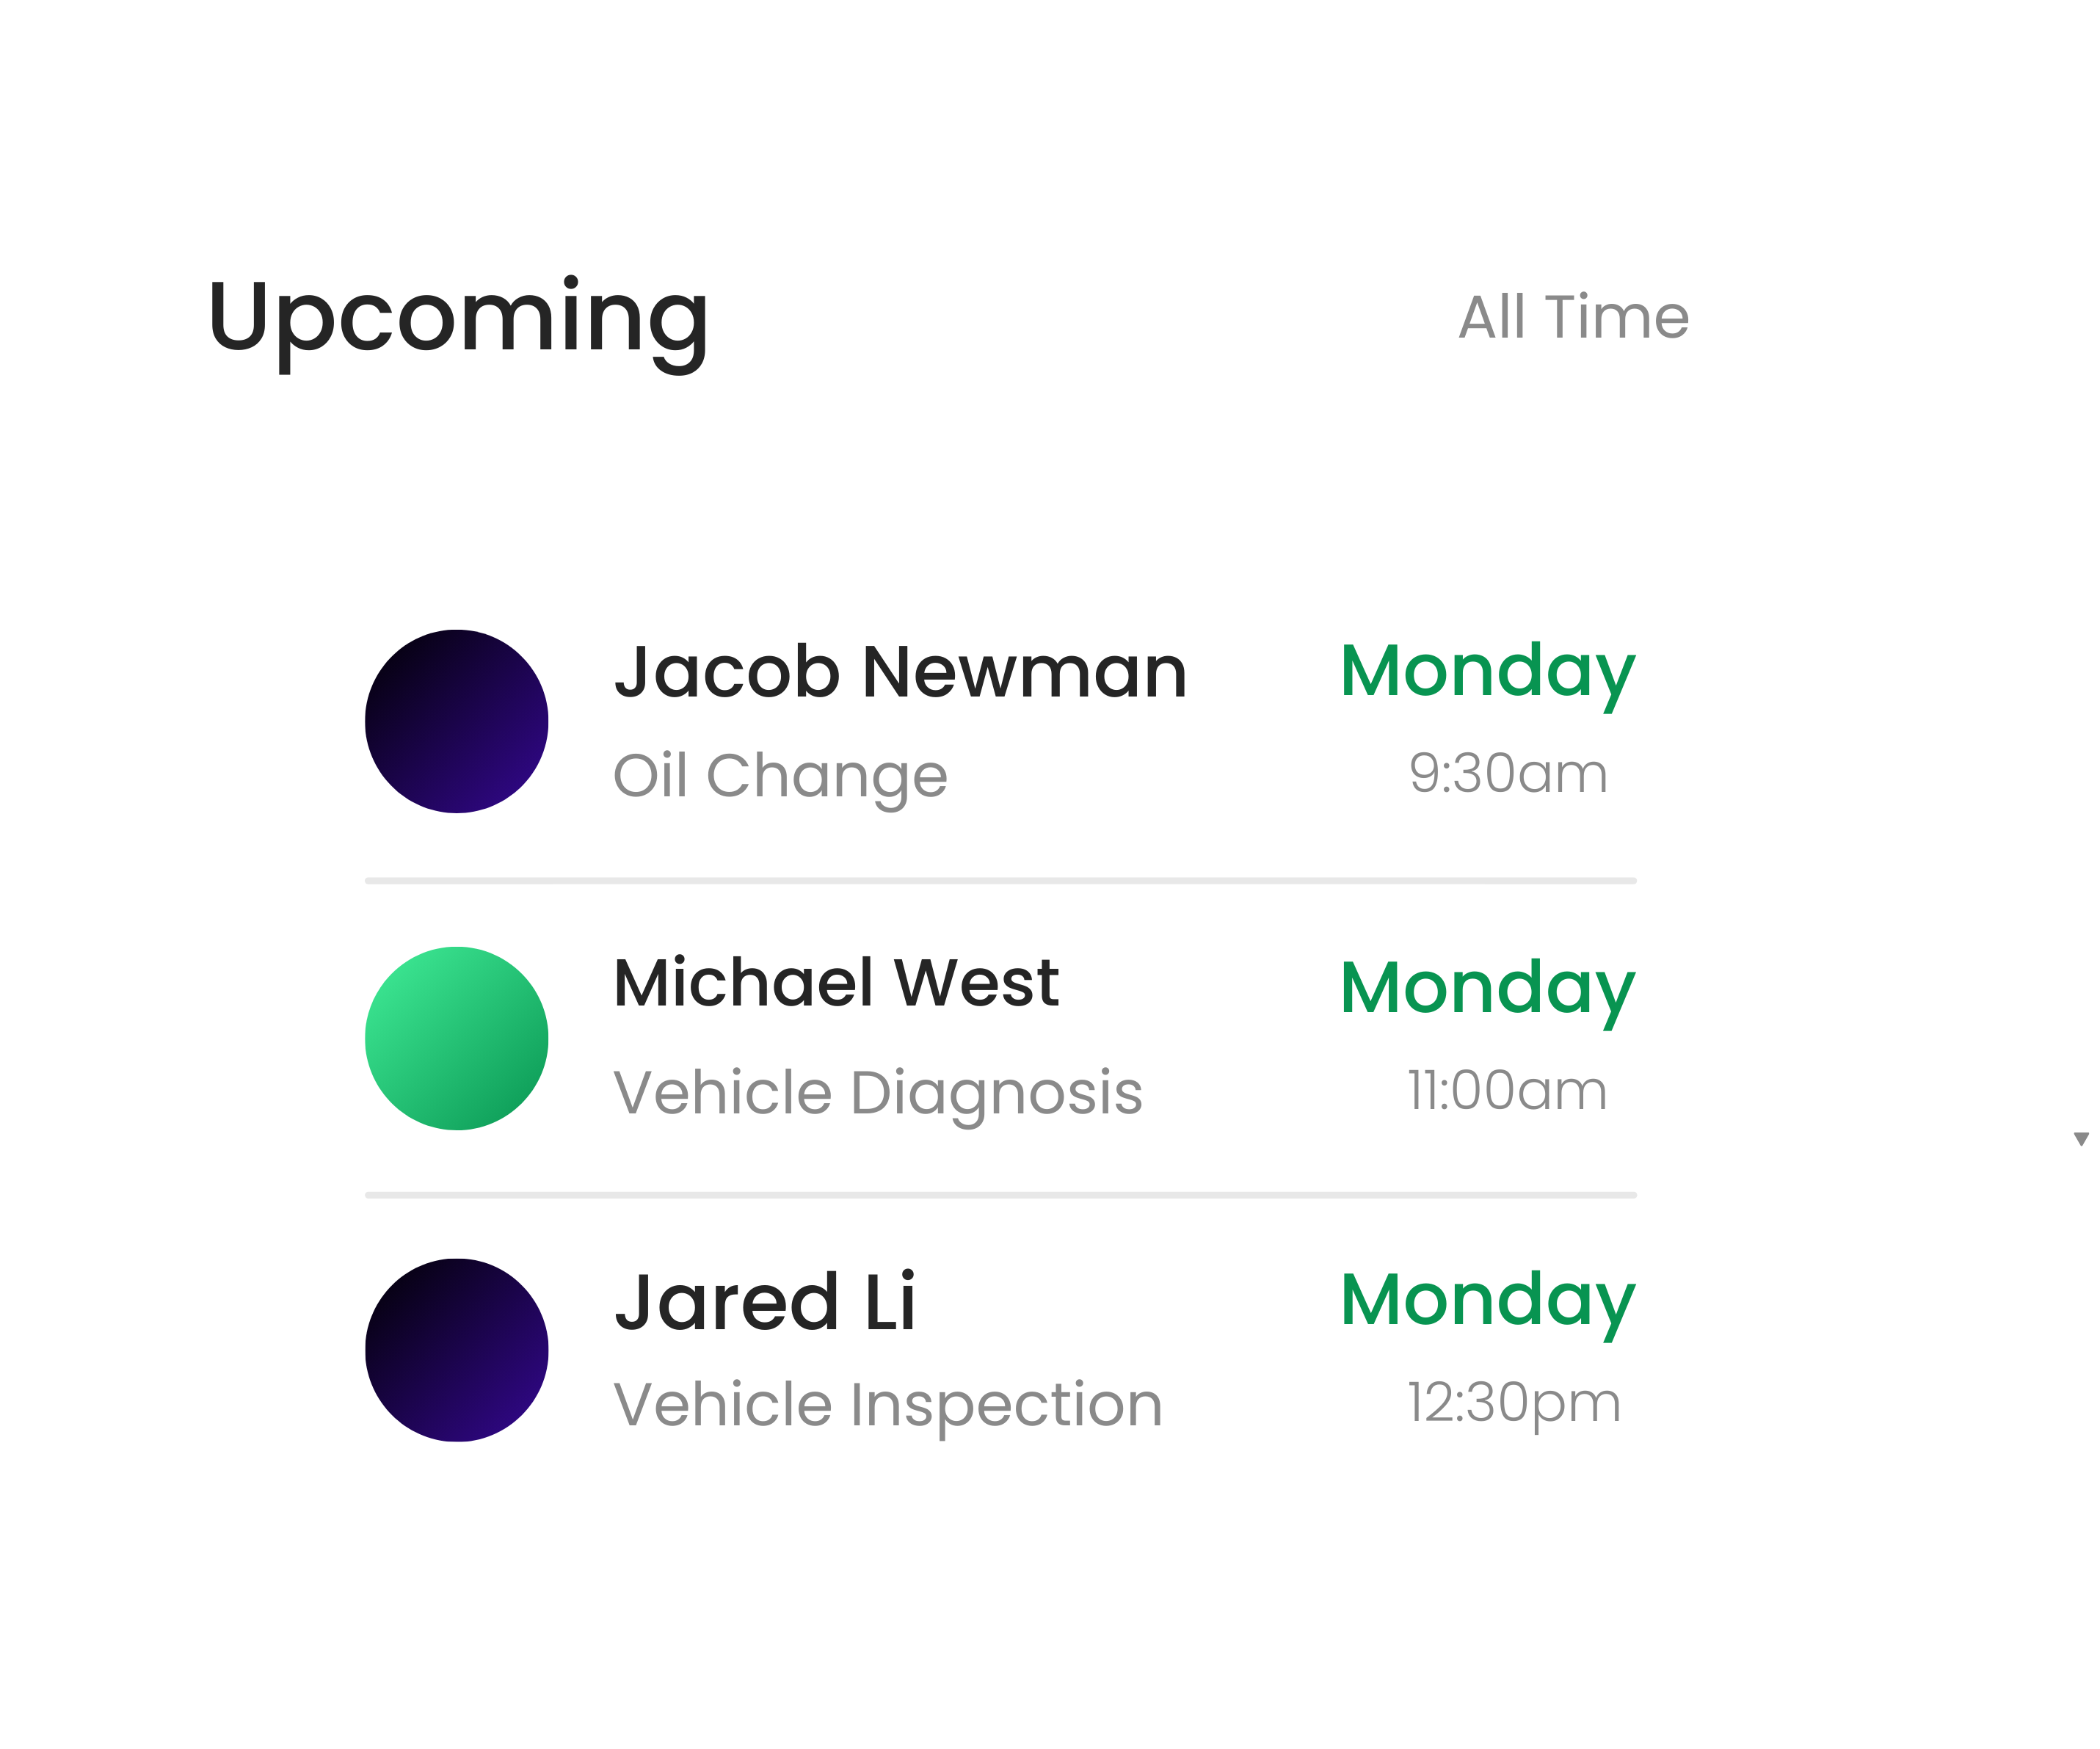 Upcoming
All Time
Jacob Newman
Monday
Oil Change
9:30am
Michael West
Monday
Vehicle Diagnosis
11:00am
Jared Li
Monday
Vehicle Inspection
12:30pm